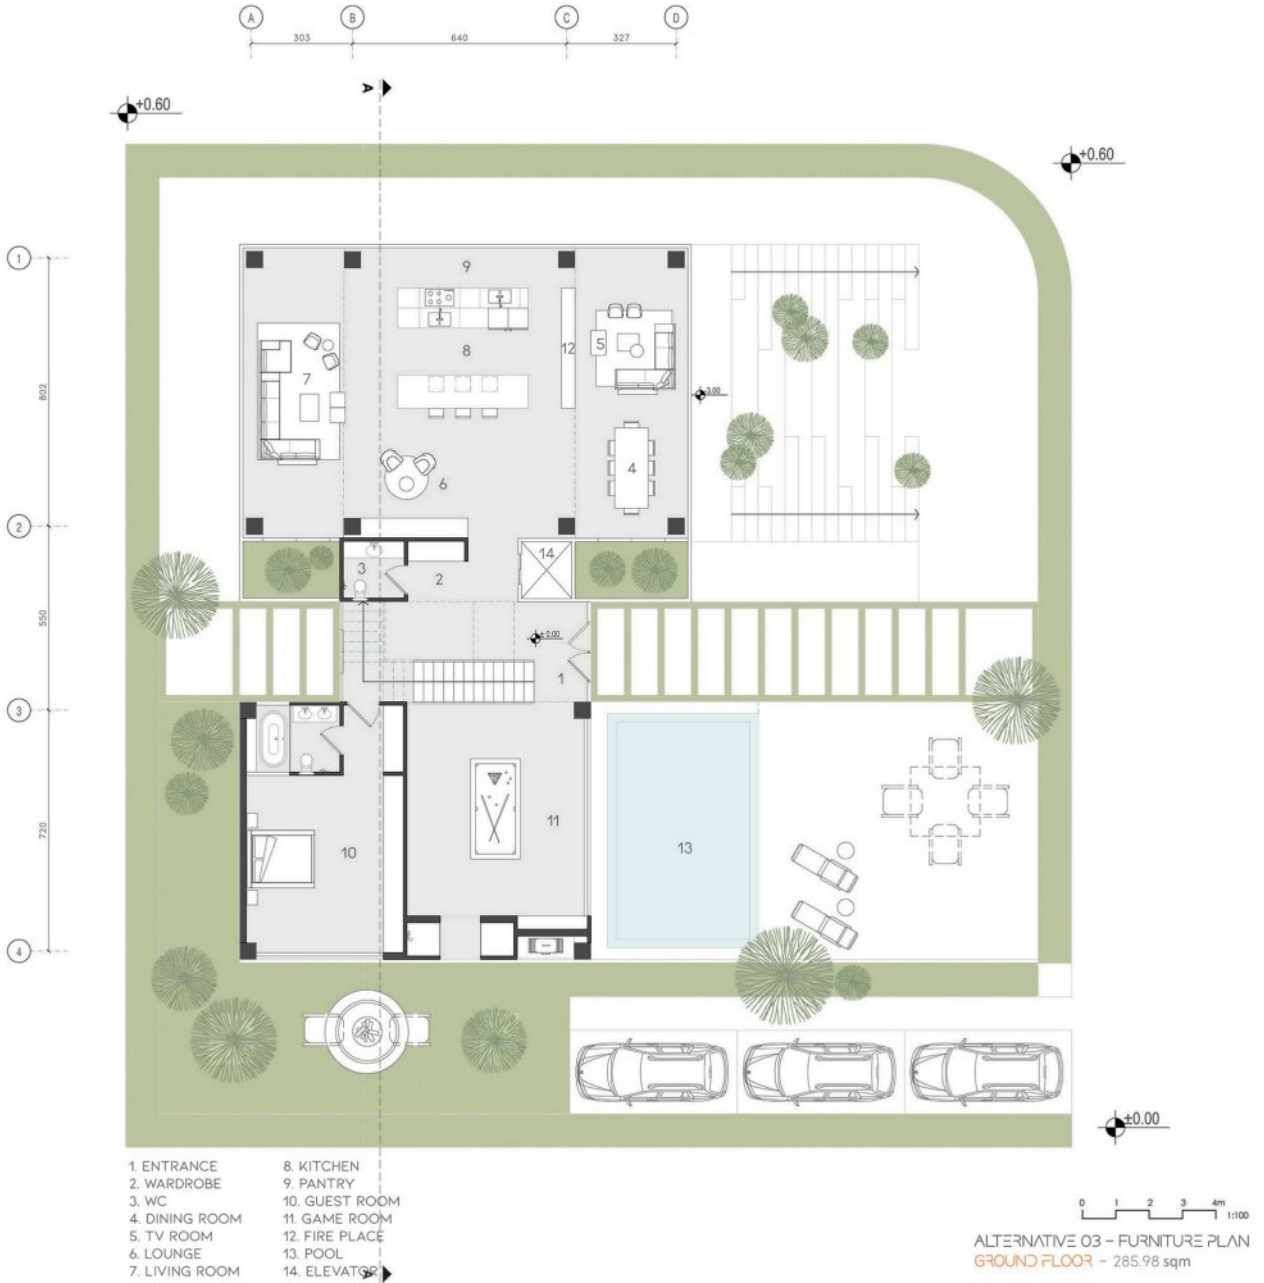 A B C D
303 640 327
A
+0.60
+0.60
1
9
12
5
8
7
802
-3.00
4
6
2
14
3
2
550
± 0.00
1
3
720
11
10
13
4
±0.00
1. ENTRANCE
2. WARDROBE
3. WC
4. DINING ROOM
5. TV ROOM
6. LOUNGE
7. LIVING ROOM
8. KITCHEN
9. PANTRY
10. GUEST ROOM
11. GAME ROOM
12. FIRE PLACE
13. POOL
14. ELEVATOR
A
0 1 2 3 4m
1:100
ALTERNATIVE 03 - FURNITURE PLAN
GROUND FLOOR - 285.98 sqm